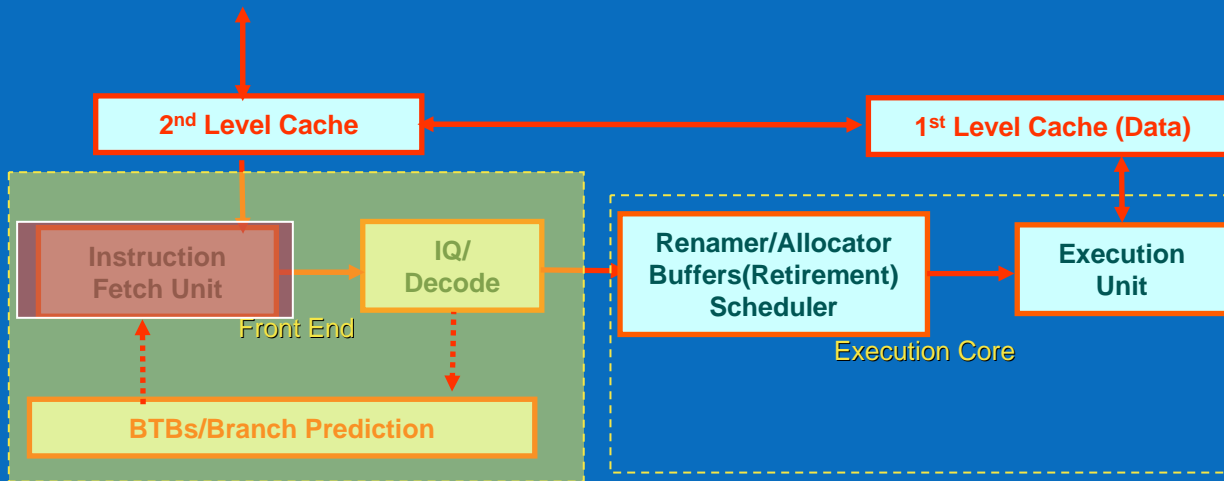 2nd Level Cache
1st Level Cache (Data)
Instruction
Fetch Unit
IQ/
Decode
Renamer/Allocator
Buffers(Retirement)
Scheduler
Execution
Unit
Front End
Execution Core
BTBs/Branch Prediction